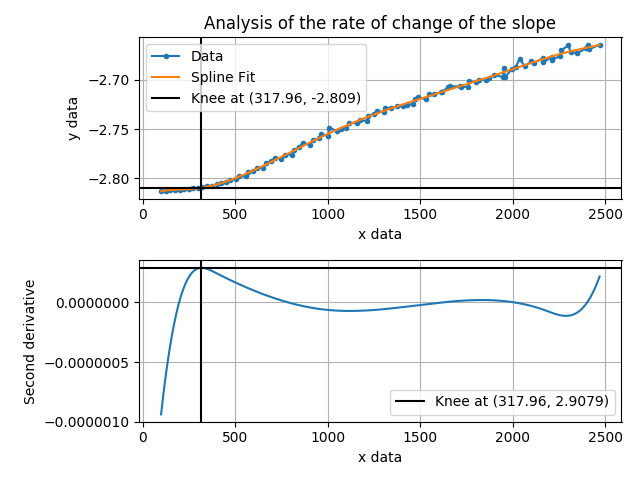 Analysis of the rate of change of the slope
Data
Spline Fit
Knee at (317.96, -2.809)
y data
−2.70
−2.75
−2.80
0 500 1000 1500 2000 2500
x data
Second derivative
0.0000000
−0.0000005
−0.0000010
Knee at (317.96, 2.9079)
0 500 1000 1500 2000 2500
x data